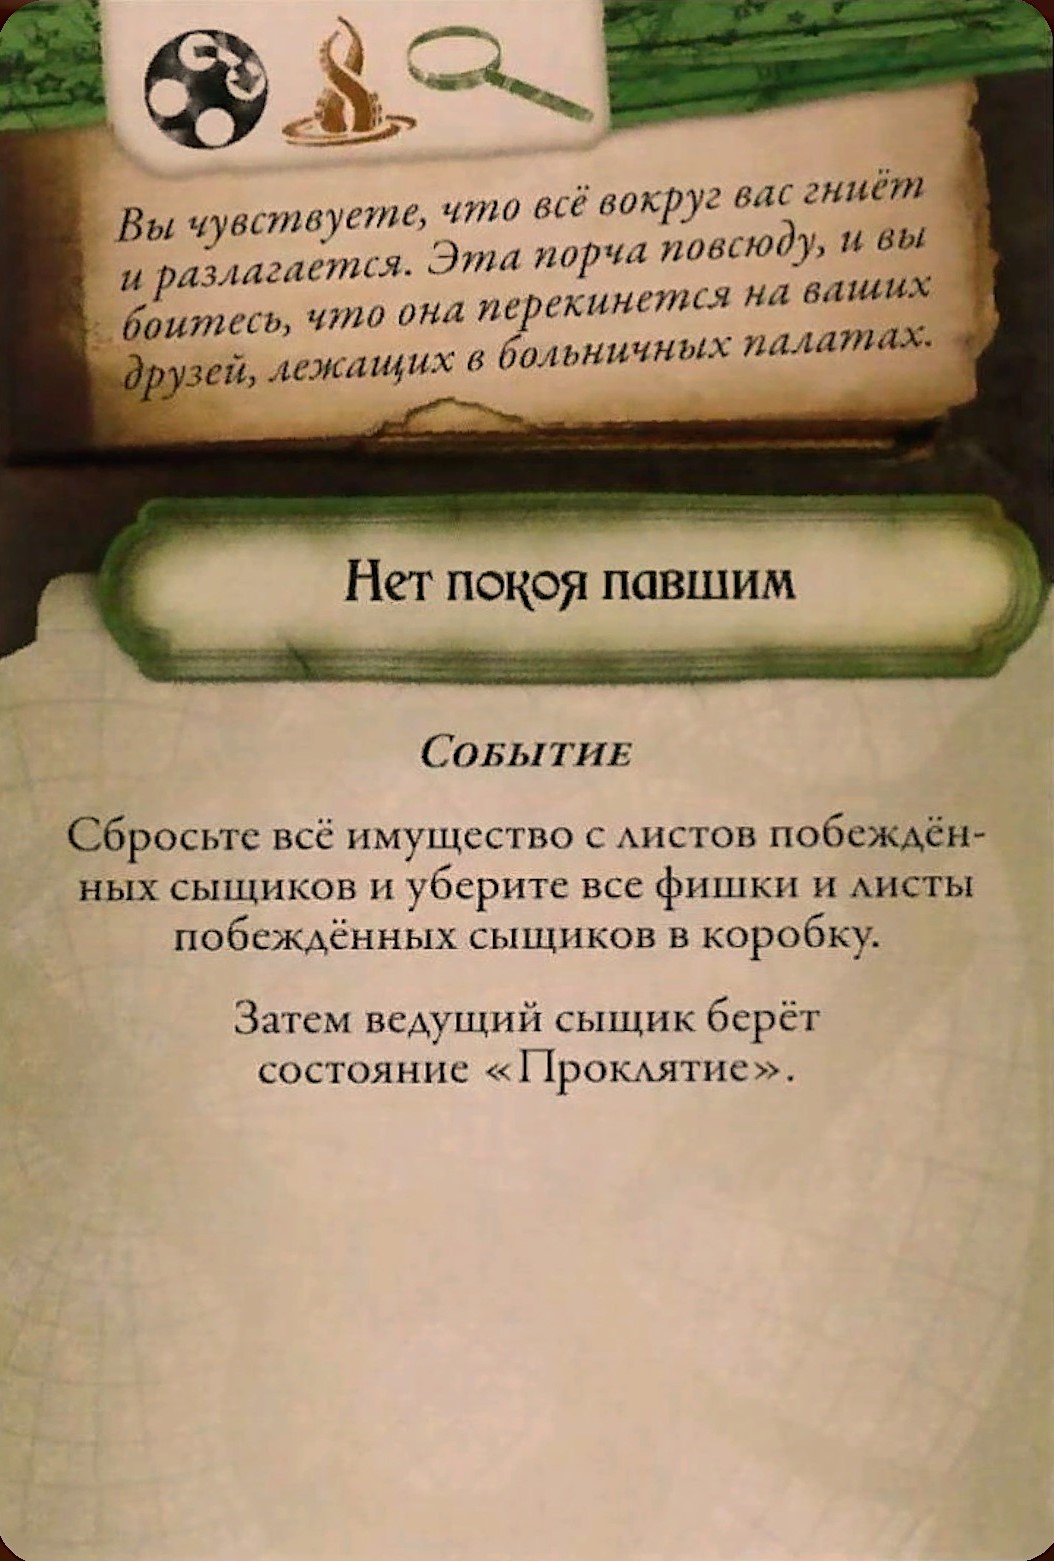 Вы чувствуете, что всё вокруг вас гниёт
и разлагается. Эта порча повсюду, и вы
боитесь, что она перекинется на ваших
друзей, лежащих в больничных палатах.
Нет покоя павшим
Событие
Сбросьте всё имущество с листов побеждён-
ных сыщиков и уберите все фишки и листы
побеждённых сыщиков в коробку.
Затем ведущий сыщик берёт
состояние «Проклятие».